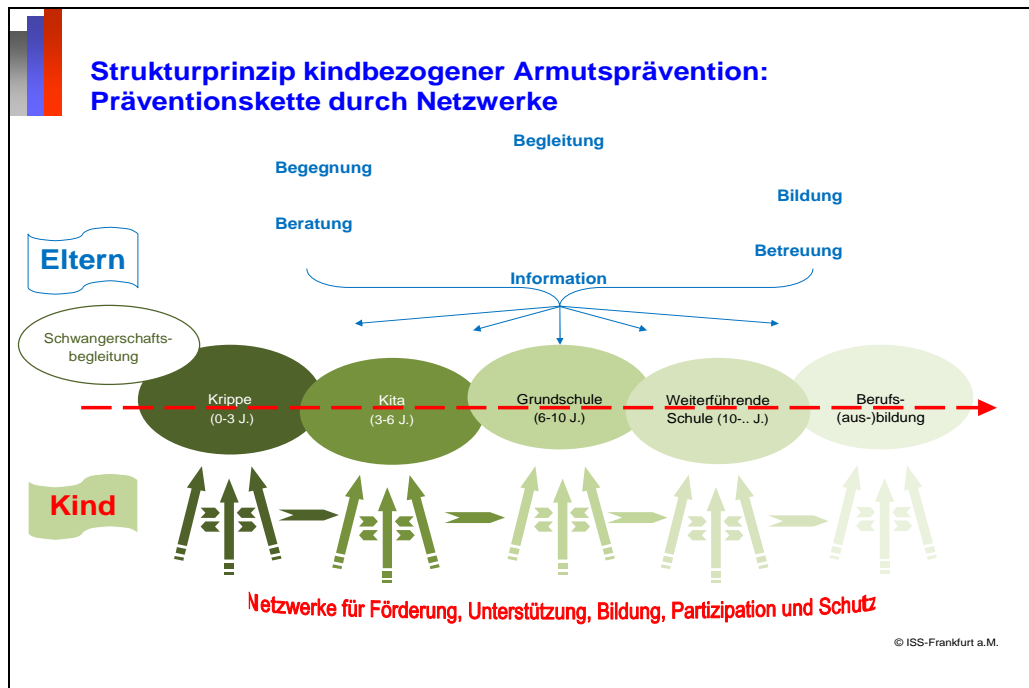 Strukturprinzip kindbezogener Armutsprävention:
Präventionskette durch Netzwerke
Begleitung
Begegnung
Bildung
Beratung
Eltern
Betreuung
Information
Schwangerschafts-
begleitung
Krippe
(0-3 J.)
Kita
(3-6 J.)
Grundschule
(6-10 J.)
Weiterführende
Schule (10-.. J.)
Berufs-
(aus-)bildung
Kind
Netzwerke für Förderung, Unterstützung, Bildung, Partizipation und Schutz
© ISS-Frankfurt a.M.